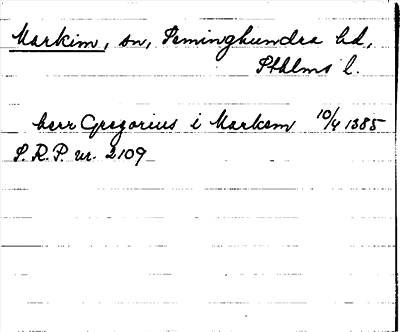 Markim, sn, Seminghundra hd,
Sthlms l.
herr Gregorius i Markem 10/4 1385
S.R.P. nr. 2109